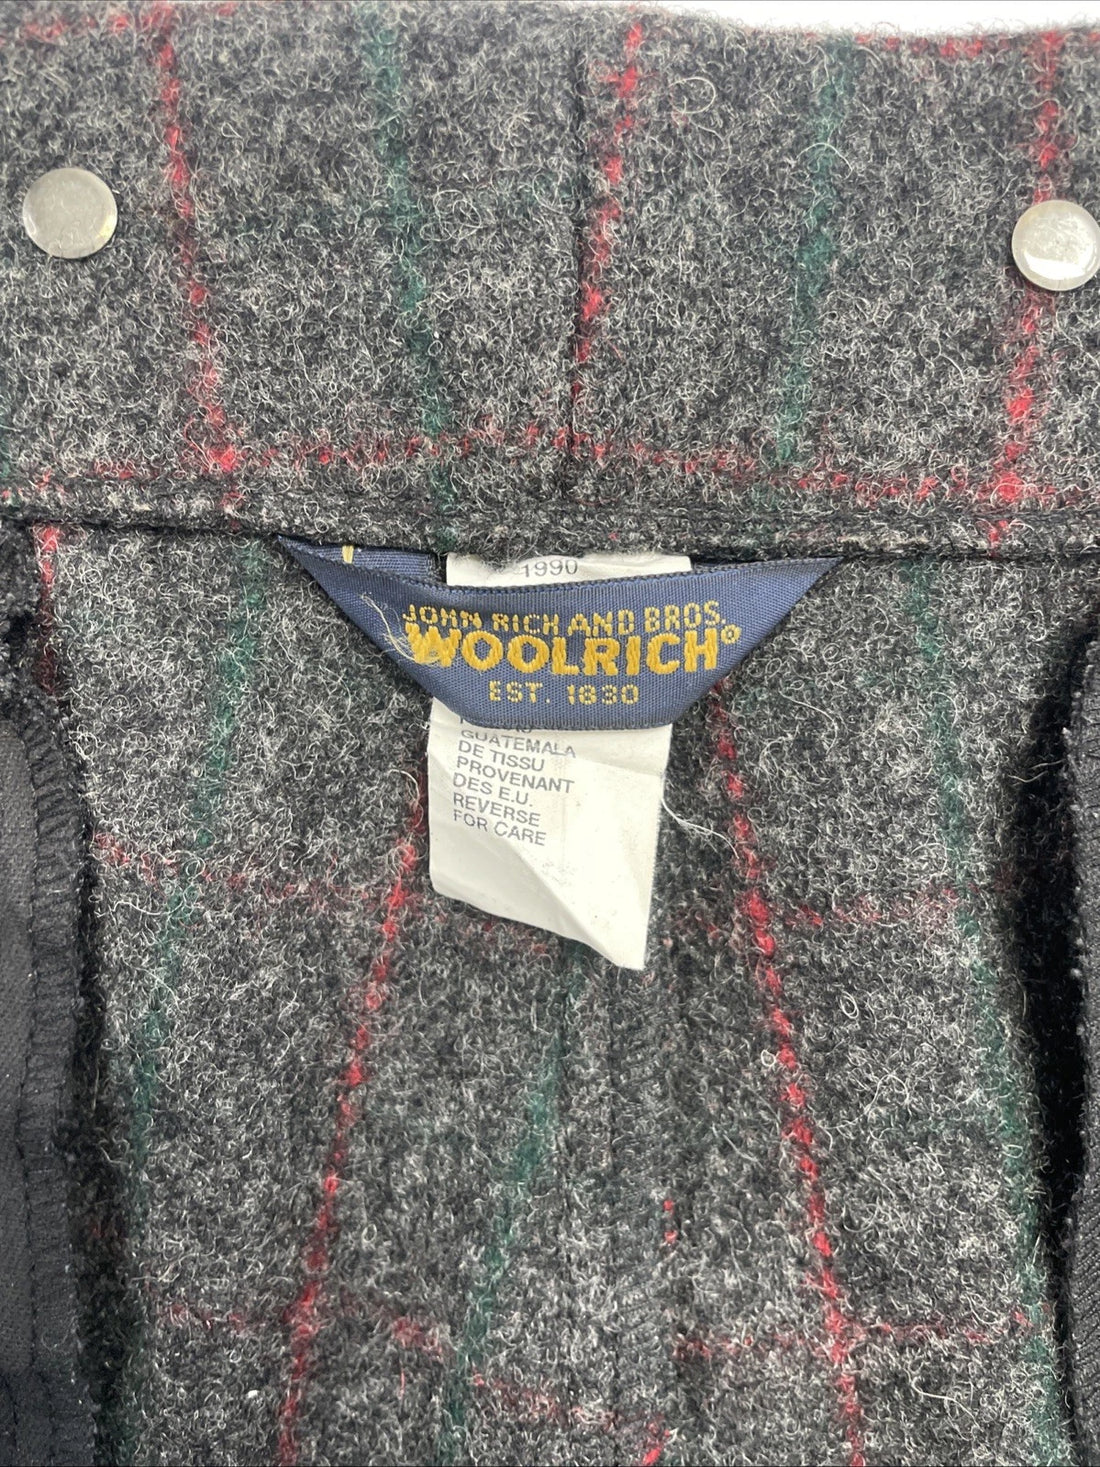 1990
JOHN RICH AND BROS.
WOOLRICH®
EST. 1830
GUATEMALA
DE TISSU
PROVENANT
DES E.U.
REVERSE
FOR CARE